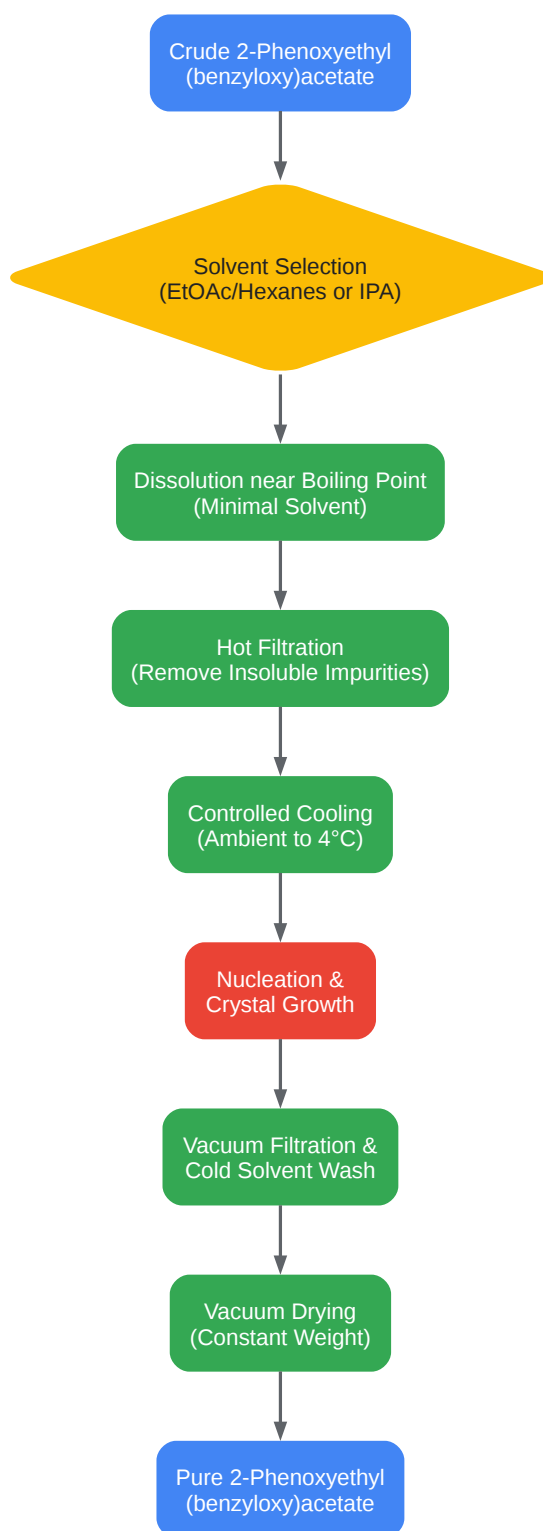 Crude 2-Phenoxyethyl
(benzyloxy)acetate
Solvent Selection
(EtOAc/Hexanes or IPA)
Dissolution near Boiling Point
(Minimal Solvent)
Hot Filtration
(Remove Insoluble Impurities)
Controlled Cooling
(Ambient to 4°C)
Nucleation &
Crystal Growth
Vacuum Filtration &
Cold Solvent Wash
Vacuum Drying
(Constant Weight)
Pure 2-Phenoxyethyl
(benzyloxy)acetate